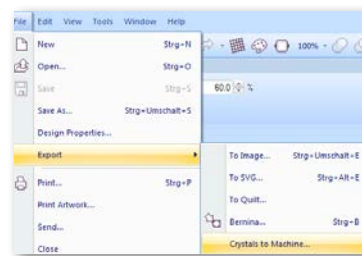 File Edit View Tools Window Help
New Strg+N
100%
Open... Strg+O
Save Strg+S
60.0 %
Save As... Strg+Umschalt+S
Design Properties...
Export
To Image... Strg+Umschalt+E
Print... Strg+P
To SVG... Strg+Alt+E
Print Artwork...
To Quilt...
Send...
Bernina... Strg+B
Close
Crystals to Machine...